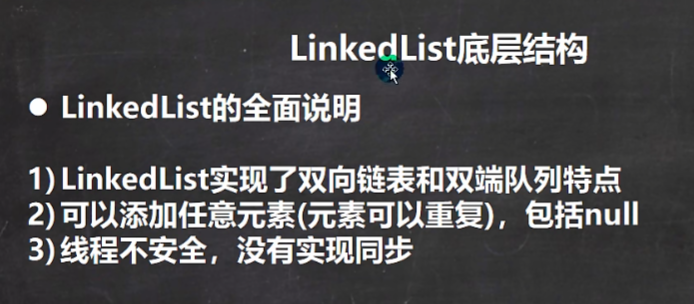 LinkedList底层结构
● LinkedList的全面说明
1) LinkedList实现了双向链表和双端队列特点
2) 可以添加任意元素(元素可以重复)，包括null
3) 线程不安全，没有实现同步